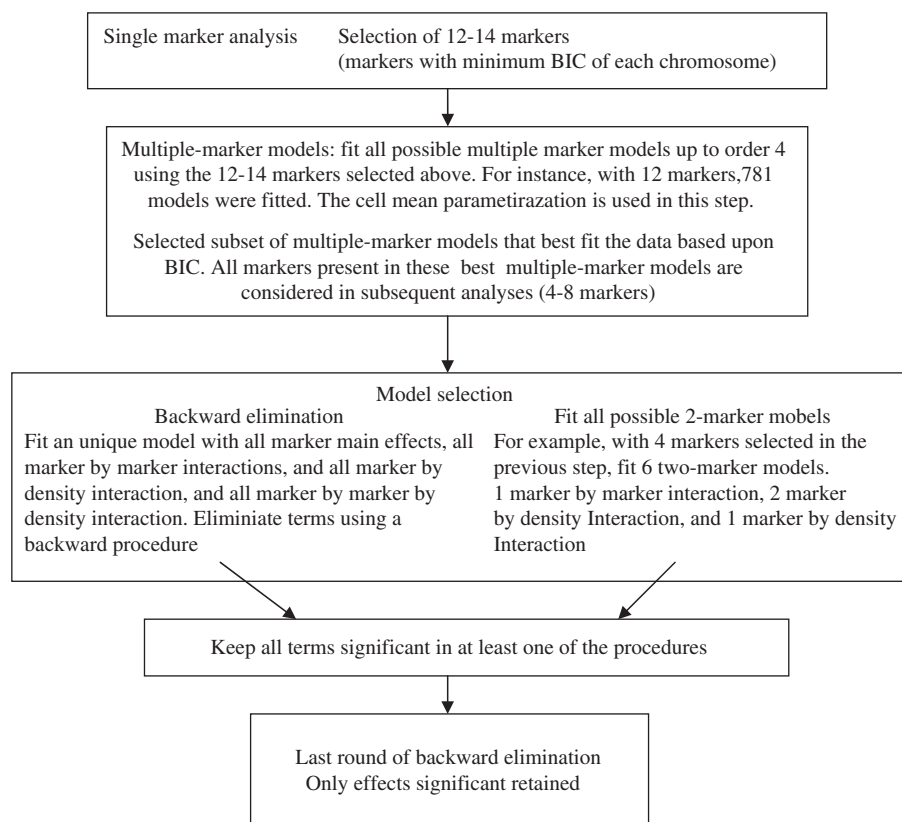 Single marker analysis Selection of 12-14 markers
(markers with minimum BIC of each chromosome)
Multiple-marker models: fit all possible multiple marker models up to order 4
using the 12-14 markers selected above. For instance, with 12 markers,781
models were fitted. The cell mean parametirazation is used in this step.
Selected subset of multiple-marker models that best fit the data based upon
BIC. All markers present in these best multiple-marker models are
considered in subsequent analyses (4-8 markers)
Model selection
Backward elimination
Fit an unique model with all marker main effects, all
marker by marker interactions, and all marker by
density interaction, and all marker by marker by
density interaction. Eliminiate terms using a
backward procedure
Fit all possible 2-marker mobels
For example, with 4 markers selected in the
previous step, fit 6 two-marker models.
1 marker by marker interaction, 2 marker
by density Interaction, and 1 marker by density
Interaction
Keep all terms significant in at least one of the procedures
Last round of backward elimination
Only effects significant retained